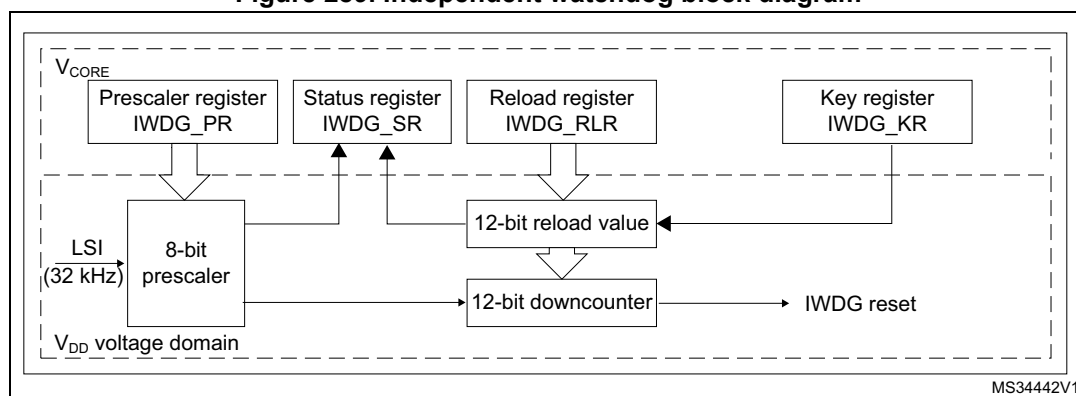 Figure 239. Independent watchdog block diagram
VCORE
Prescaler register
IWDG_PR
Status register
IWDG_SR
Reload register
IWDG_RLR
Key register
IWDG_KR
LSI
(32 kHz)
8-bit
prescaler
12-bit reload value
12-bit downcounter
IWDG reset
VDD voltage domain
MS34442V1